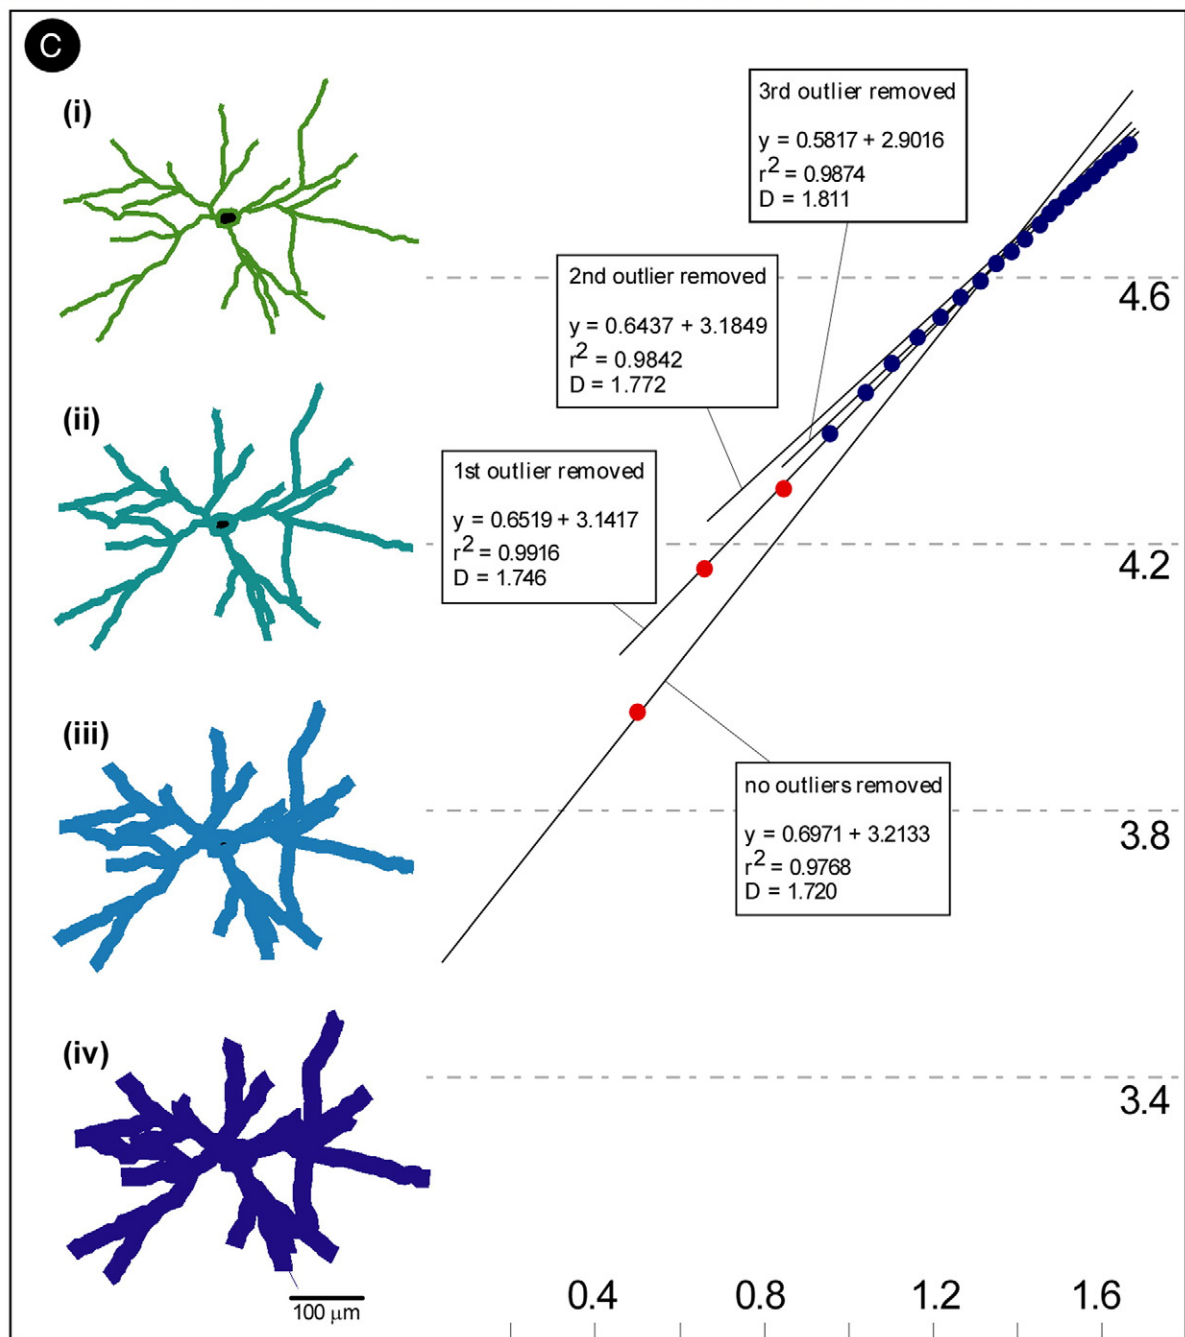 C
(i)
3rd outlier removed
y = 0.5817 + 2.9016
r² = 0.9874
D = 1.811
2nd outlier removed
y = 0.6437 + 3.1849
r² = 0.9842
D = 1.772
4.6
(ii)
1st outlier removed
y = 0.6519 + 3.1417
r² = 0.9916
D = 1.746
4.2
(iii)
no outliers removed
y = 0.6971 + 3.2133
r² = 0.9768
D = 1.720
3.8
(iv)
3.4
100 µm
0.4 0.8 1.2 1.6